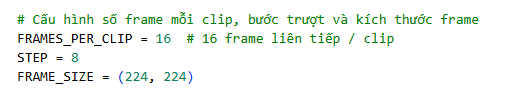 # Cấu hình số frame mỗi clip, bước trượt và kích thước frame
FRAMES_PER_CLIP = 16  # 16 frame liên tiếp / clip
STEP = 8
FRAME_SIZE = (224, 224)